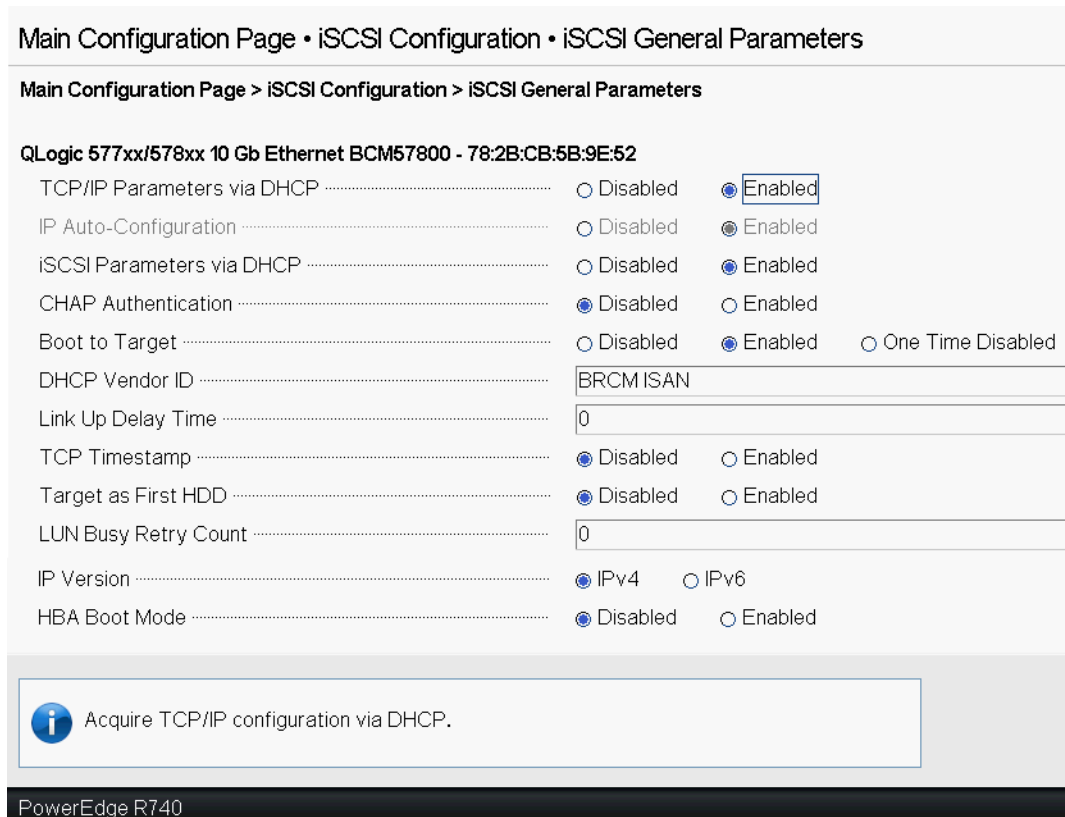 Main Configuration Page • iSCSI Configuration • iSCSI General Parameters
Main Configuration Page > iSCSI Configuration > iSCSI General Parameters
QLogic 577xx/578xx 10 Gb Ethernet BCM57800 - 78:2B:CB:5B:9E:52
TCP/IP Parameters via DHCP Disabled Enabled
IP Auto-Configuration Disabled Enabled
iSCSI Parameters via DHCP Disabled Enabled
CHAP Authentication Disabled Enabled
Boot to Target Disabled Enabled One Time Disabled
DHCP Vendor ID BRCM ISAN
Link Up Delay Time 0
TCP Timestamp Disabled Enabled
Target as First HDD Disabled Enabled
LUN Busy Retry Count 0
IP Version IPv4 IPv6
HBA Boot Mode Disabled Enabled
Acquire TCP/IP configuration via DHCP.
PowerEdge R740